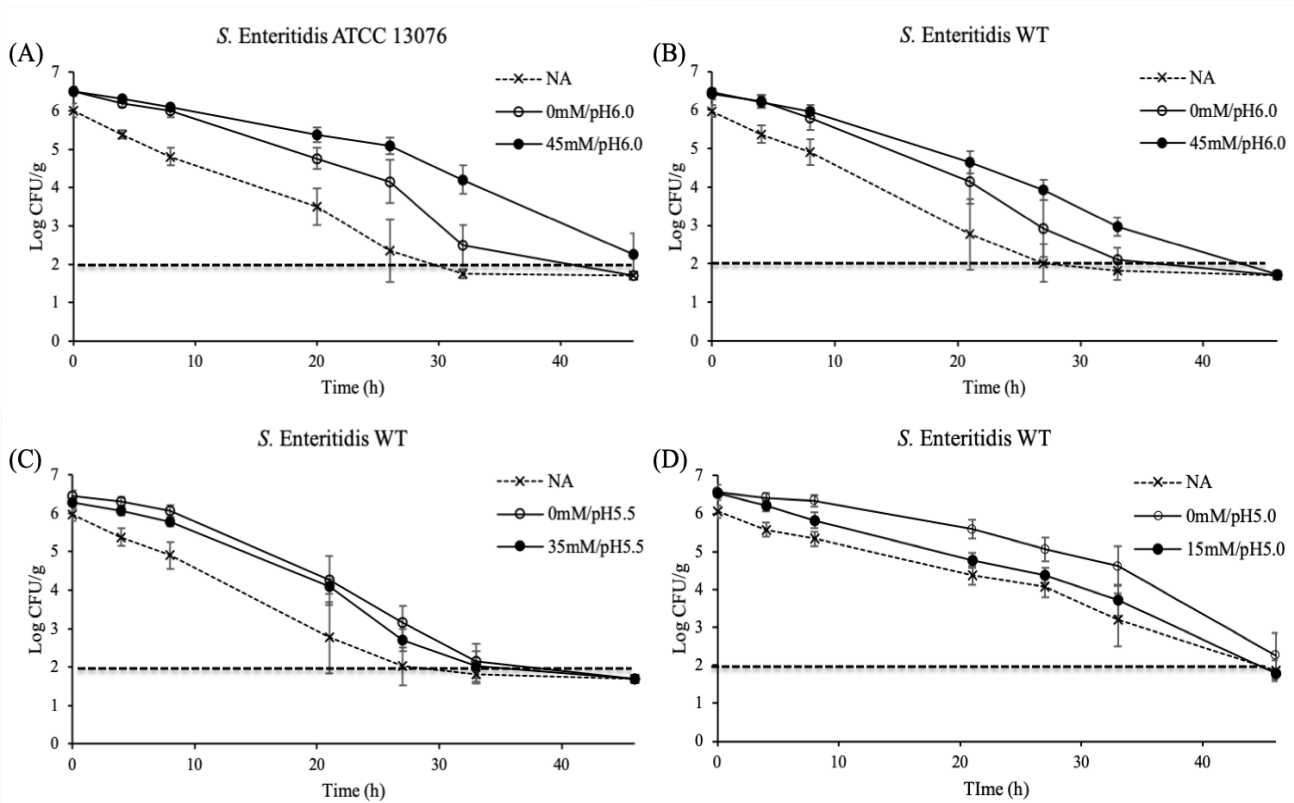 S. Enteritidis ATCC 13076
(A)
7
6
5
4
3
2
1
0
Log CFU/g
0 10 20 30 40
Time (h)
NA
0mM/pH6.0
45mM/pH6.0
S. Enteritidis WT
(B)
7
6
5
4
3
2
1
0
Log CFU/g
0 10 20 30 40
Time (h)
NA
0mM/pH6.0
45mM/pH6.0
S. Enteritidis WT
(C)
7
6
5
4
3
2
1
0
Log CFU/g
0 10 20 30 40
Time (h)
NA
0mM/pH5.5
35mM/pH5.5
S. Enteritidis WT
(D)
7
6
5
4
3
2
1
0
Log CFU/g
0 10 20 30 40
TIme (h)
NA
0mM/pH5.0
15mM/pH5.0